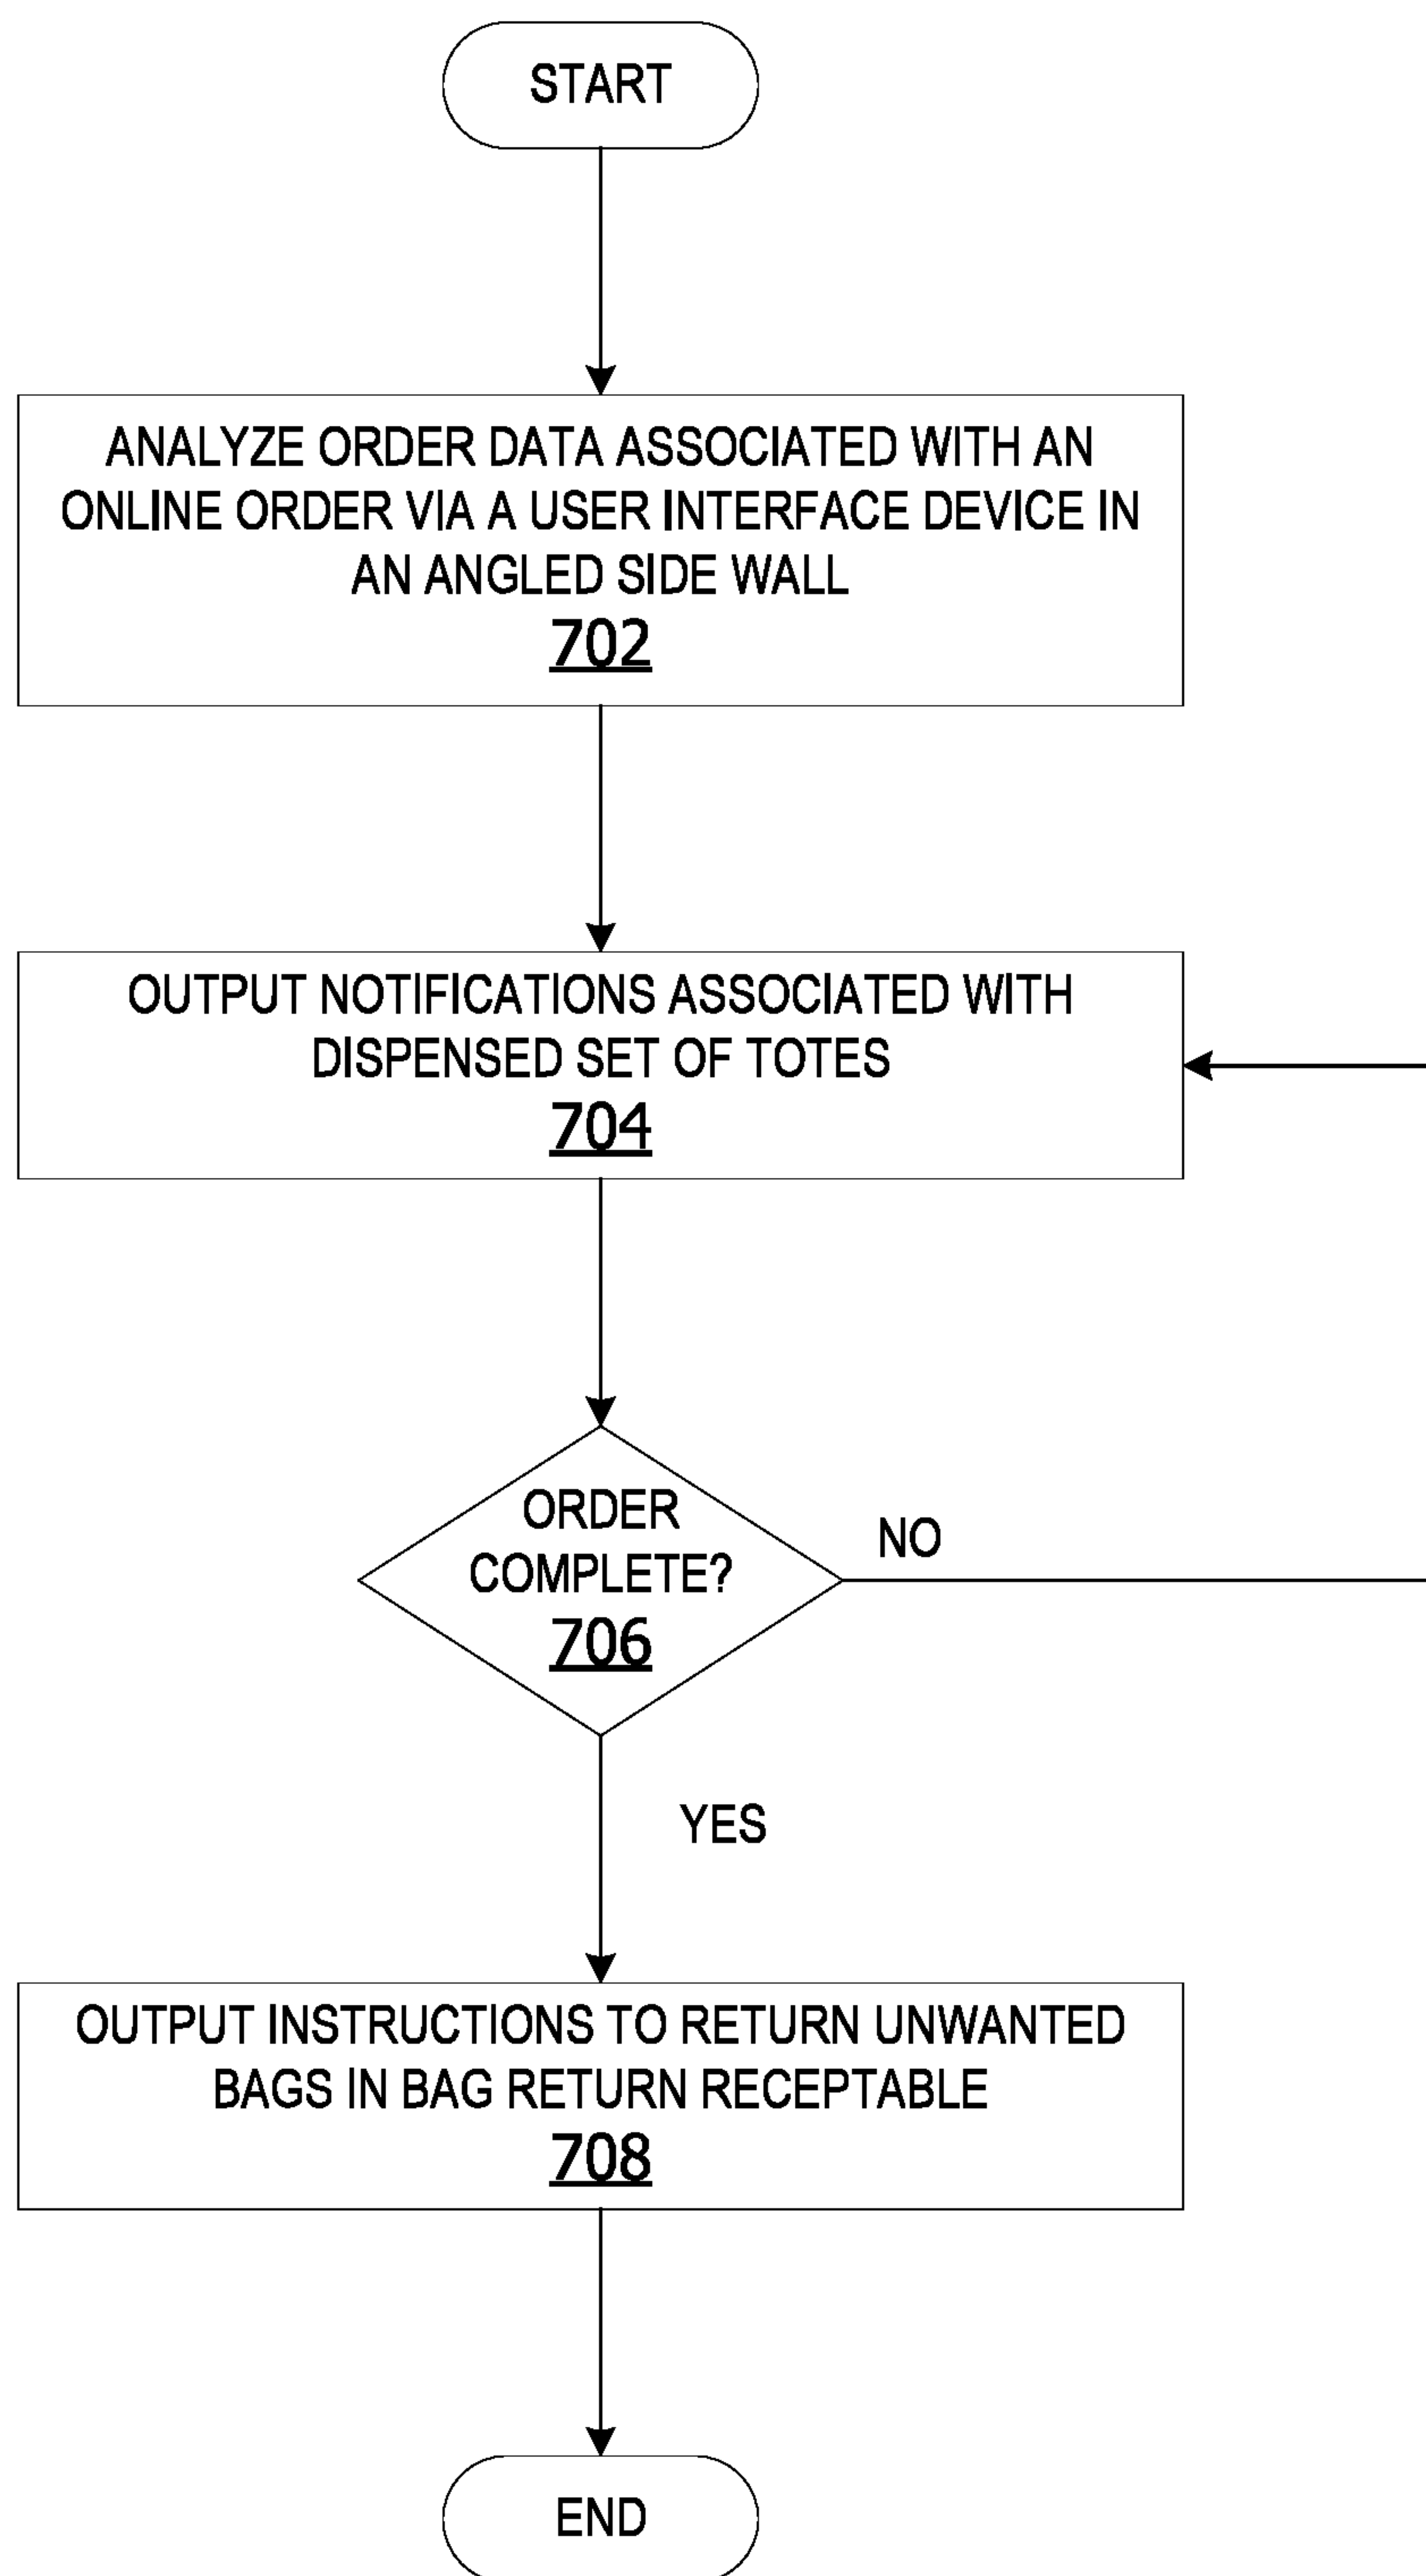 START
ANALYZE ORDER DATA ASSOCIATED WITH AN
ONLINE ORDER VIA A USER INTERFACE DEVICE IN
AN ANGLED SIDE WALL
702
OUTPUT NOTIFICATIONS ASSOCIATED WITH
DISPENSED SET OF TOTES
704
ORDER
COMPLETE?
706
NO
YES
OUTPUT INSTRUCTIONS TO RETURN UNWANTED
BAGS IN BAG RETURN RECEPTABLE
708
END